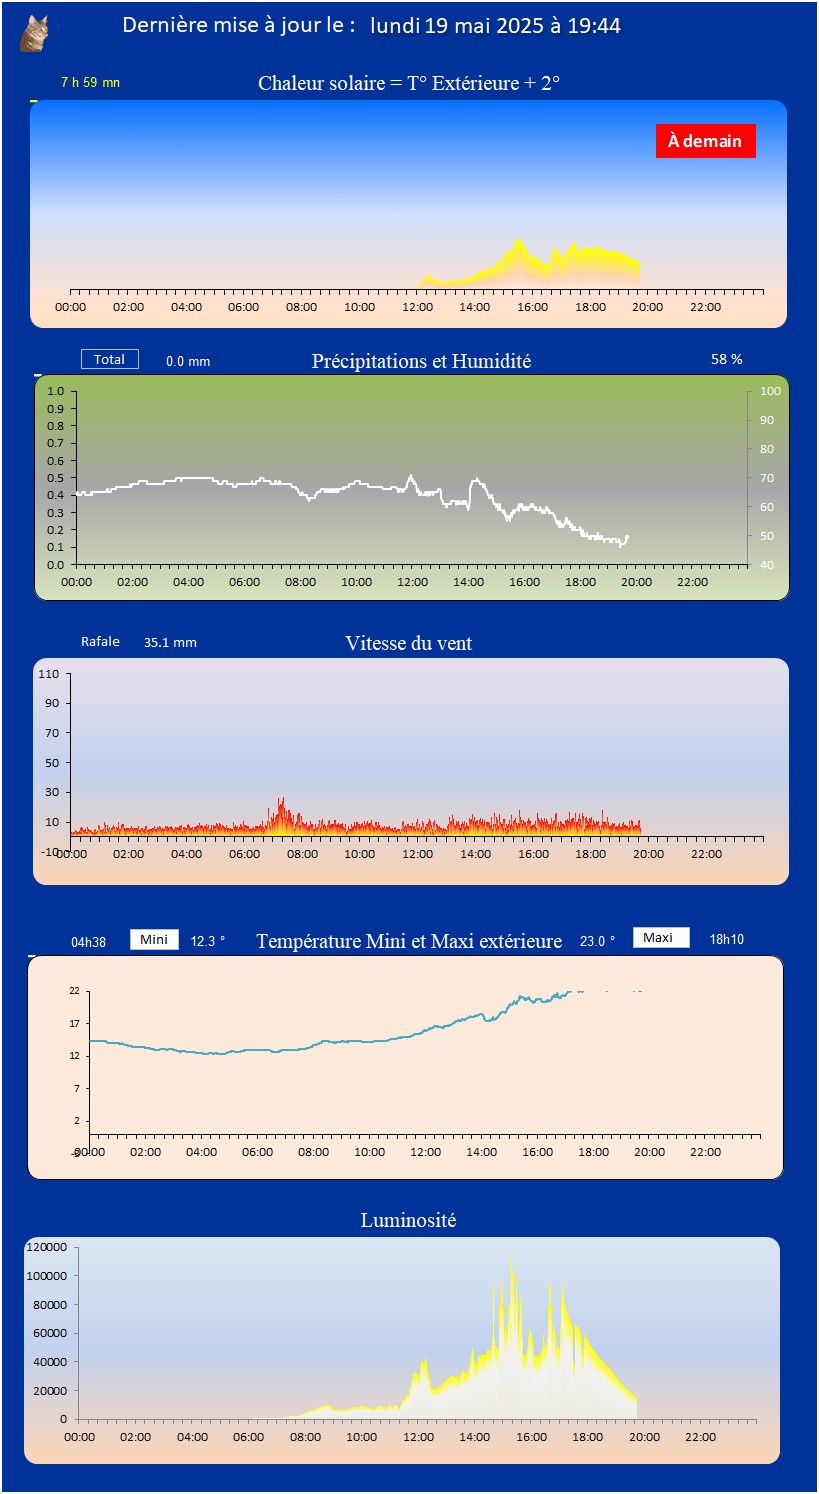 Dernière mise à jour le : lundi 19 mai 2025 à 19:44
7 h 59 mn Chaleur solaire = T° Extérieure + 2°
À demain
00:00 02:00 04:00 06:00 08:00 10:00 12:00 14:00 16:00 18:00 20:00 22:00
Total 0.0 mm Précipitations et Humidité 58 %
1.0 100
0.9 90
0.8
0.7 80
0.6
0.5 70
0.4
0.3 60
0.2 50
0.1
0.0 40
00:00 02:00 04:00 06:00 08:00 10:00 12:00 14:00 16:00 18:00 20:00 22:00
Rafale 35.1 mm Vitesse du vent
110
90
70
50
30
10
-10
00:00 02:00 04:00 06:00 08:00 10:00 12:00 14:00 16:00 18:00 20:00 22:00
04h38 Mini 12.3 ° Température Mini et Maxi extérieure 23.0 ° Maxi 18h10
22
17
12
7
2
00:00 02:00 04:00 06:00 08:00 10:00 12:00 14:00 16:00 18:00 20:00 22:00
Luminosité
120000
100000
80000
60000
40000
20000
0
00:00 02:00 04:00 06:00 08:00 10:00 12:00 14:00 16:00 18:00 20:00 22:00